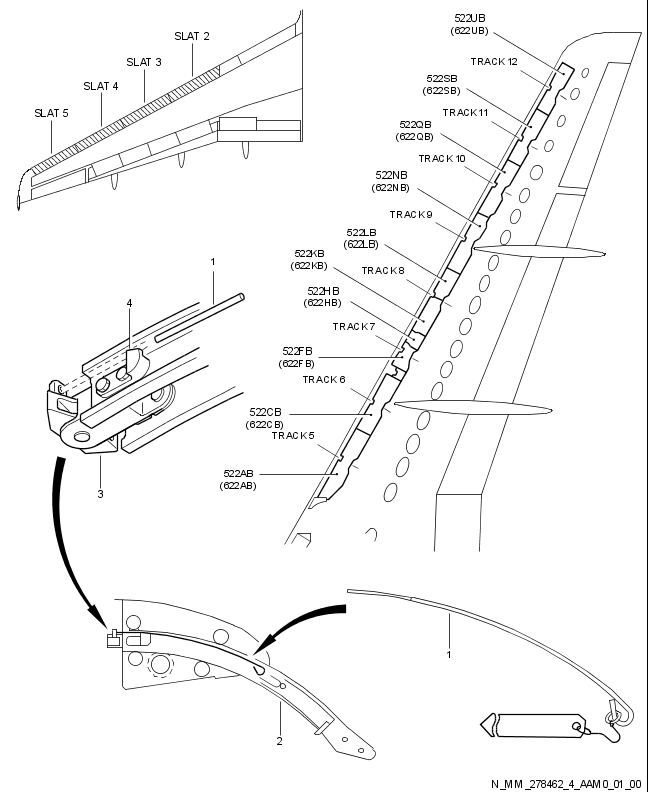 SLAT 2
SLAT 3
SLAT 4
SLAT 5
522UB
(622UB)
TRACK 12
522SB
(622SB)
TRACK 11
522QB
(622QB)
TRACK 10
522NB
(622NB)
TRACK 9
522LB
(622LB)
522KB
(622KB)
TRACK 8
522HB
(622HB)
TRACK 7
522FB
(622FB)
TRACK 6
522CB
(622CB)
TRACK 5
522AB
(622AB)
1
4
3
1
2
N_MM_278462_4_AAM0_01_00